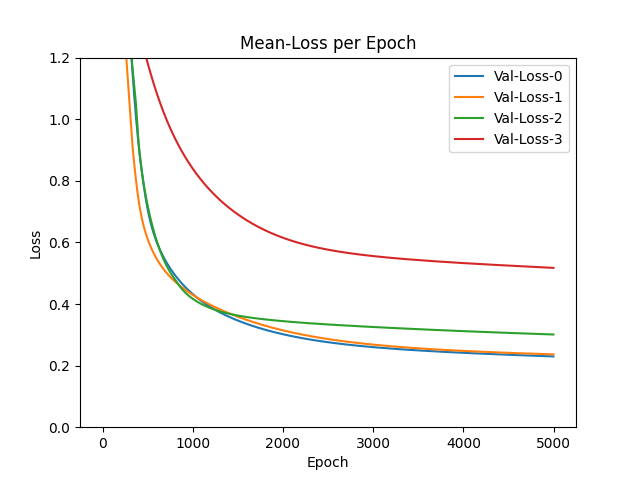 Mean-Loss per Epoch
Loss
1.2
1.0
0.8
0.6
0.4
0.2
0.0
Val-Loss-0
Val-Loss-1
Val-Loss-2
Val-Loss-3
0 1000 2000 3000 4000 5000
Epoch